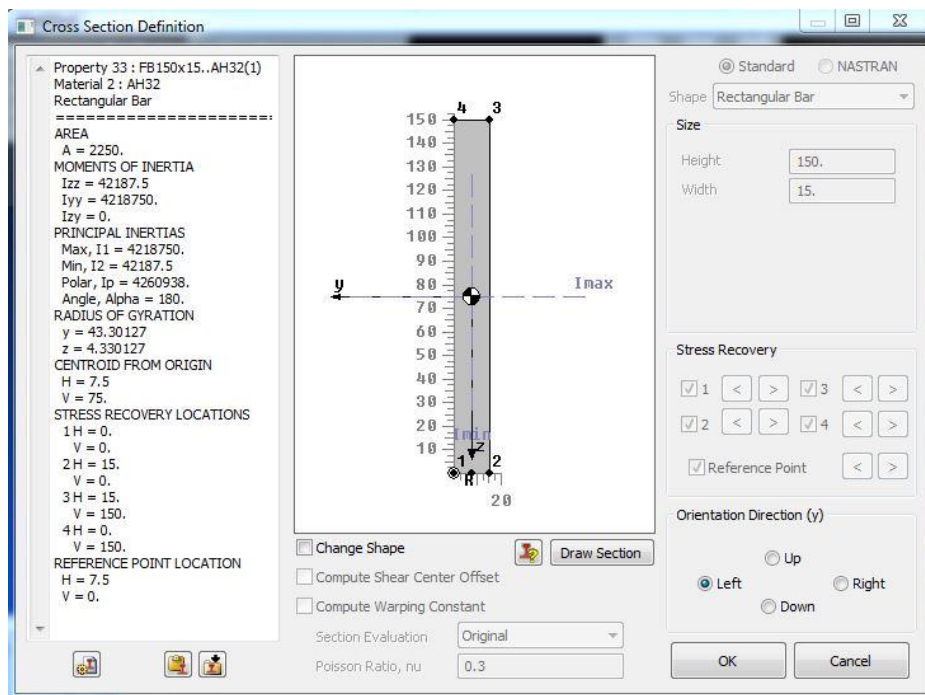 Cross Section Definition
Property 33 : FB150x15..AH32(1)
Material 2 : AH32
Rectangular Bar
=======================:
AREA
A = 2250.
MOMENTS OF INERTIA
Izz = 42187.5
Iyy = 4218750.
Izy = 0.
PRINCIPAL INERTIAS
Max, I1 = 4218750.
Min, I2 = 42187.5
Polar, Ip = 4260938.
Angle, Alpha = 180.
RADIUS OF GYRATION
y = 43.30127
z = 4.330127
CENTROID FROM ORIGIN
H = 7.5
V = 75.
STRESS RECOVERY LOCATIONS
1 H = 0.
V = 0.
2 H = 15.
V = 0.
3 H = 15.
V = 150.
4 H = 0.
V = 150.
REFERENCE POINT LOCATION
H = 7.5
V = 0.
4 3
150
140
130
120
110
100
90
y 80 Imax
70
60
50
40
30
20
Imin
10 z
1 2
R
20
Change Shape
Draw Section
Compute Shear Center Offset
Compute Warping Constant
Section Evaluation Original
Poisson Ratio, nu 0.3
Standard NASTRAN
Shape Rectangular Bar
Size
Height 150.
Width 15.
Stress Recovery
1 < > 3 < >
2 < > 4 < >
Reference Point < >
Orientation Direction (y)
Up
Left Right
Down
OK Cancel